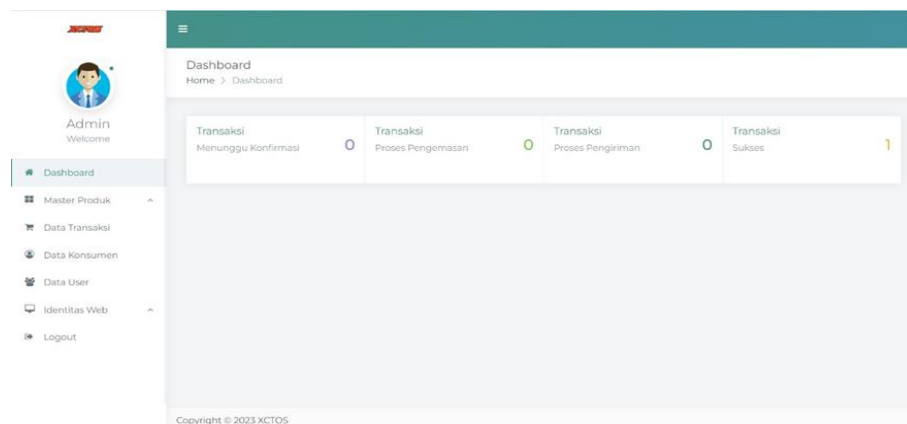 XCTOS
Dashboard
Home > Dashboard
Admin
Welcome
Dashboard
Master Produk
Data Transaksi
Data Konsumen
Data User
Identitas Web
Logout
Transaksi
Menunggu Konfirmasi 0
Transaksi
Proses Pengemasan 0
Transaksi
Proses Pengiriman 0
Transaksi
Sukses 1
Copyright © 2023 XCTOS